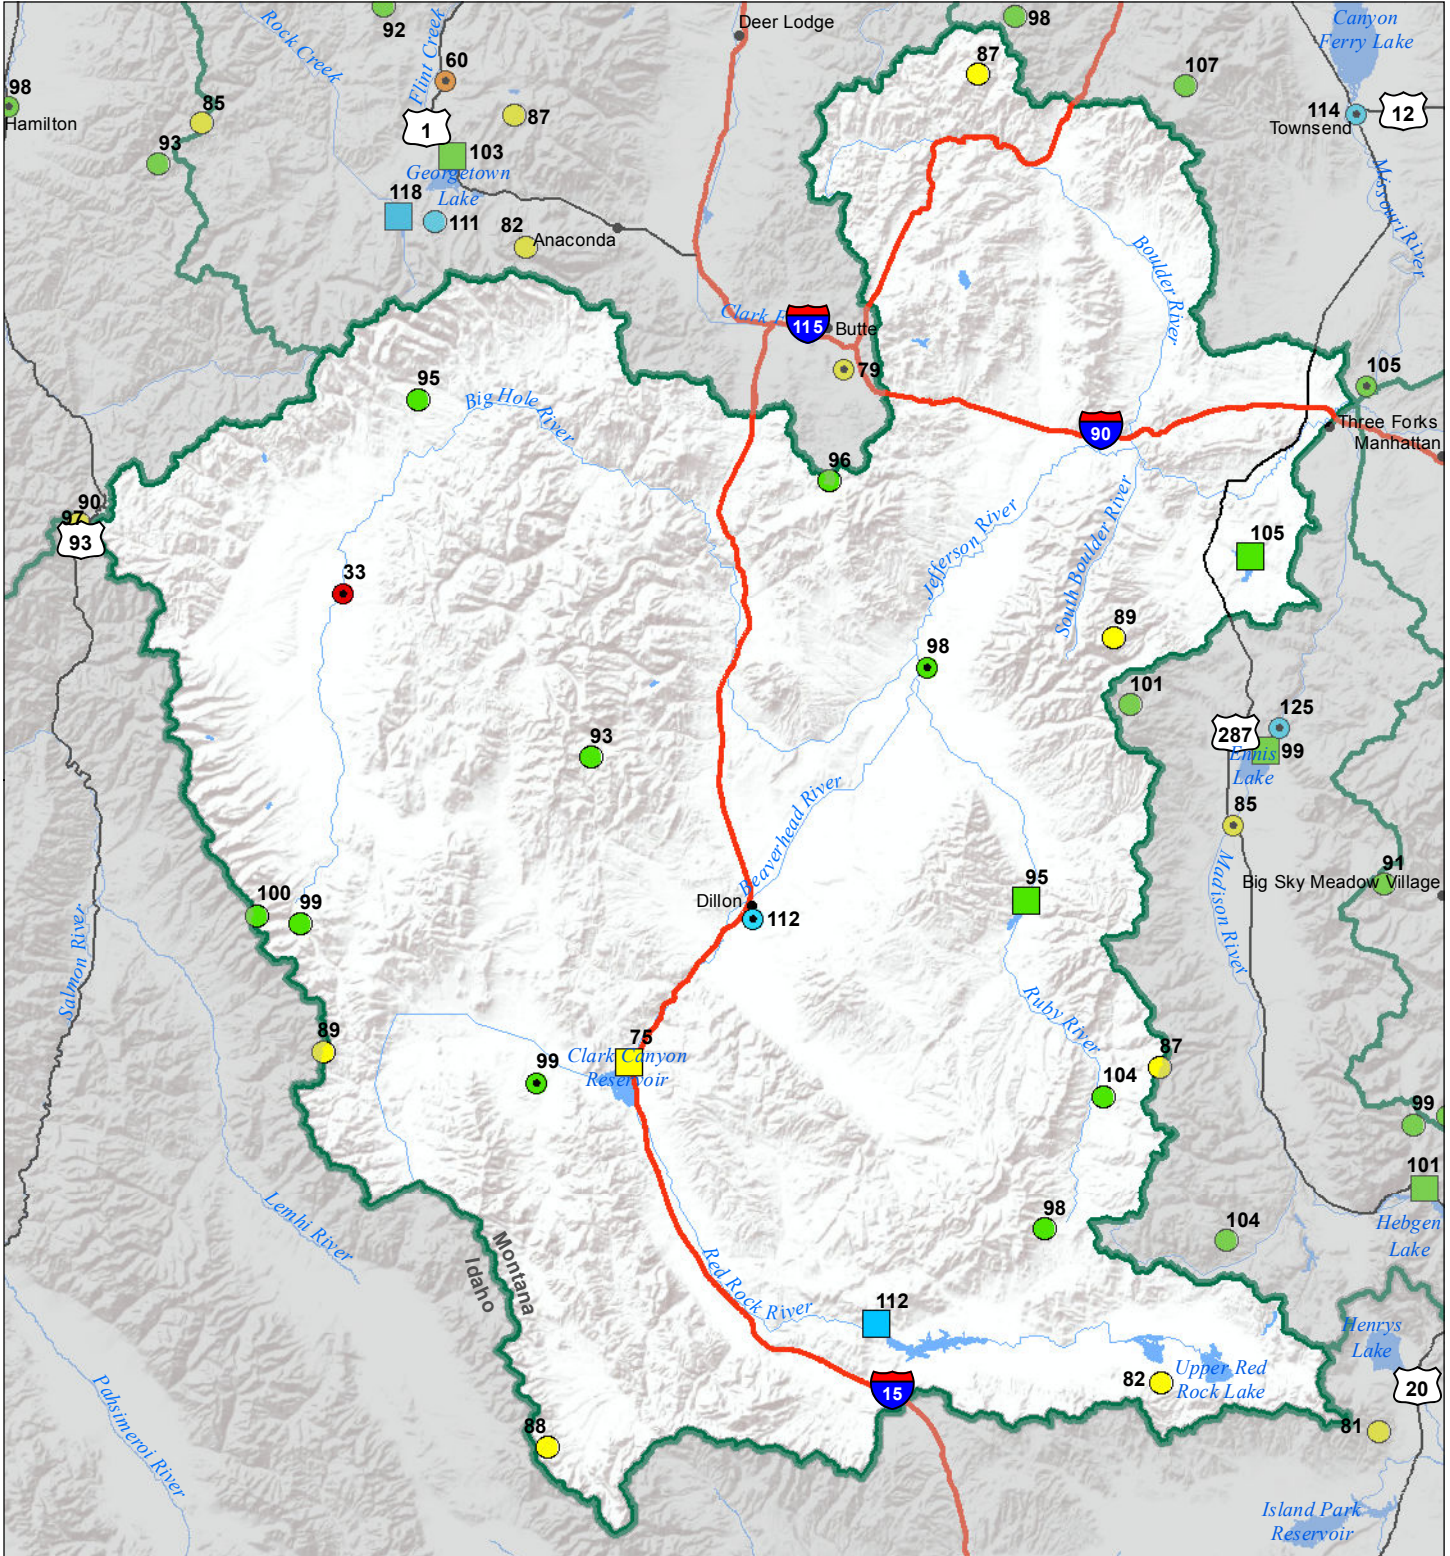 92
Rock Creek
Flint Creek
Deer Lodge
98
Canyon
Ferry Lake
87
60
107
98
Hamilton
85
87
1
114
Townsend
12
93
103
Georgetown
Lake
118
111
82
Anaconda
Missouri River
Boulder River
115
Butte
79
105
95
Big Hole River
90
Three Forks
Manhattan
96
90
97
93
Jefferson River
South Boulder River
105
33
89
98
101
125
287
99
Ennis
Lake
93
85
Beaverhead River
Madison River
91
Big Sky Meadow Village
95
Dillon
112
100
99
Salmon River
Ruby River
89
75
Clark Canyon
Reservoir
99
87
104
99
101
Hebgen
Lake
98
104
Lemhi River
Montana
Idaho
Red Rock River
112
Henrys
Lake
82
Upper Red
Rock Lake
15
20
81
88
Pahsimeroi River
Island Park
Reservoir